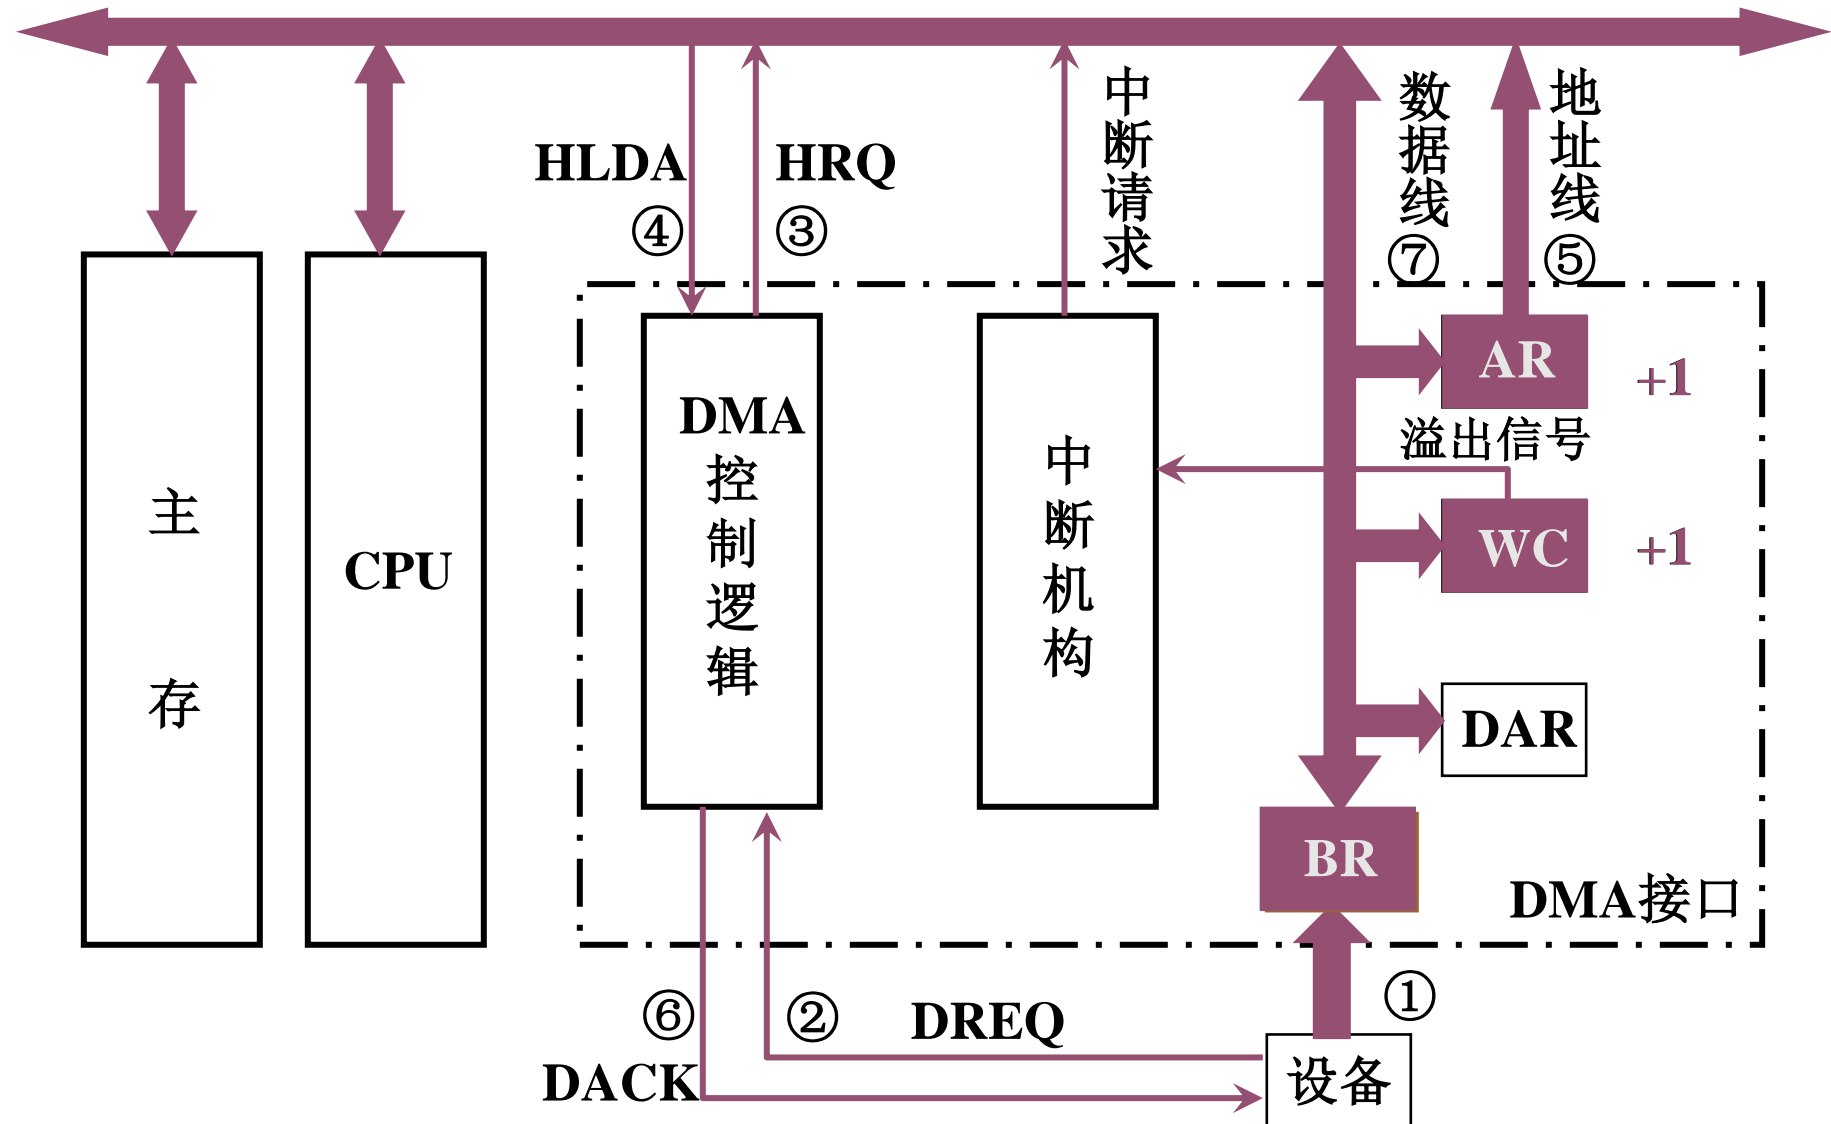 HLDA
④
HRQ
③
中断请求
数据线
⑦
地址线
⑤
主存
CPU
DMA
控制逻辑
中断机构
AR
+1
溢出信号
WC
+1
DAR
BR
DMA接口
⑥
②
DREQ
①
DACK
设备